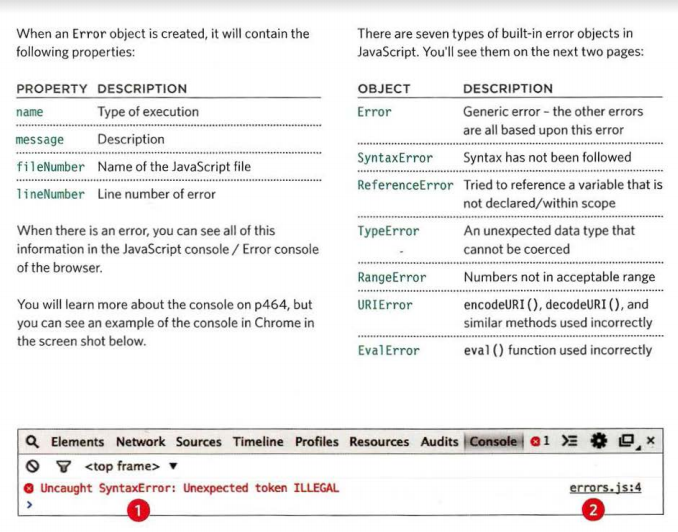 When an Error object is created, it will contain the
following properties:
PROPERTY DESCRIPTION
name Type of execution
message Description
fileNumber Name of the JavaScript file
lineNumber Line number of error
When there is an error, you can see all of this
information in the JavaScript console / Error console
of the browser.
You will learn more about the console on p464, but
you can see an example of the console in Chrome in
the screen shot below.
There are seven types of built-in error objects in
JavaScript. You'll see them on the next two pages:
OBJECT DESCRIPTION
Error Generic error – the other errors
are all based upon this error
SyntaxError Syntax has not been followed
ReferenceError Tried to reference a variable that is
not declared/within scope
TypeError An unexpected data type that
cannot be coerced
RangeError Numbers not in acceptable range
URIError encodeURI(), decodeURI(), and
similar methods used incorrectly
EvalError eval() function used incorrectly
Elements Network Sources Timeline Profiles Resources Audits Console 1
<top frame> ▼
Uncaught SyntaxError: Unexpected token ILLEGAL errors.js:4
>
1 2